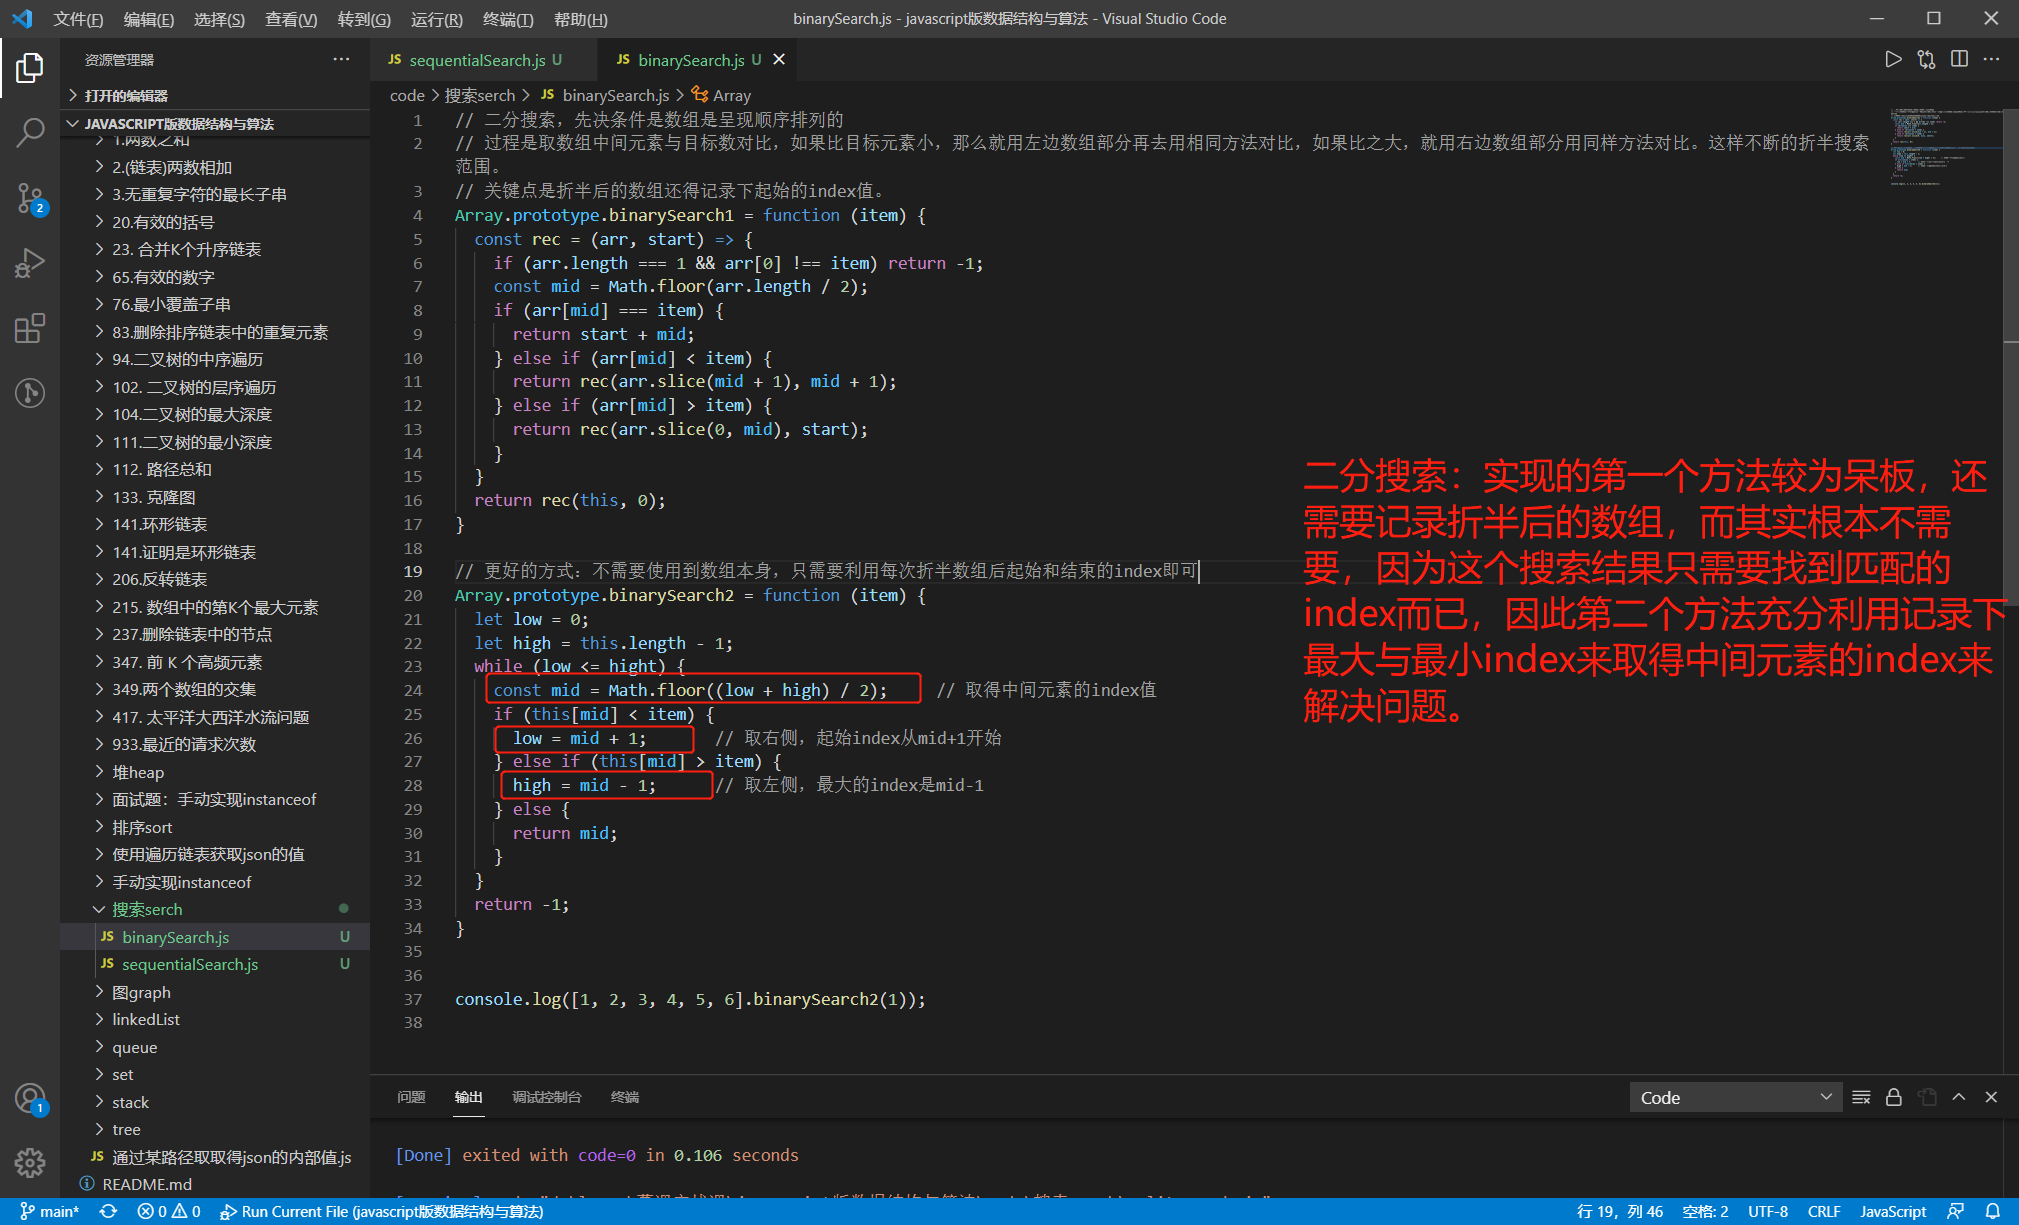 文件(F) 编辑(E) 选择(S) 查看(V) 转到(G) 运行(R) 终端(T) 帮助(H) binarySearch.js - javascript版数据结构与算法 - Visual Studio Code
资源管理器
打开的编辑器
JAVASCRIPT版数据结构与算法
1.两数之和
2.(链表)两数相加
3.无重复字符的最长子串
20.有效的括号
23. 合并K个升序链表
65.有效的数字
76.最小覆盖子串
83.删除排序链表中的重复元素
94.二叉树的中序遍历
102. 二叉树的层序遍历
104.二叉树的最大深度
111.二叉树的最小深度
112. 路径总和
133. 克隆图
141.环形链表
141.证明是环形链表
206.反转链表
215. 数组中的第K个最大元素
237.删除链表中的节点
347. 前 K 个高频元素
349.两个数组的交集
417. 太平洋大西洋水流问题
933.最近的请求次数
堆heap
面试题：手动实现instanceof
排序sort
使用遍历链表获取json的值
手动实现instanceof
搜索serch
JS binarySearch.js U
JS sequentialSearch.js U
图graph
linkedList
queue
set
stack
tree
JS 通过某路径取取得json的内部值.js
README.md
2
1
JS sequentialSearch.js U JS binarySearch.js U
code > 搜索serch > JS binarySearch.js > Array
1 // 二分搜索，先决条件是数组是呈现顺序排列的
2 // 过程是取数组中间元素与目标数对比，如果比目标元素小，那么就用左边数组部分再去用相同方法对比，如果比之大，就用右边数组部分用同样方法对比。这样不断的折半搜索
范围。
3 // 关键点是折半后的数组还得记录下起始的index值。
4 Array.prototype.binarySearch1 = function (item) {
5 const rec = (arr, start) => {
6 if (arr.length === 1 && arr[0] !== item) return -1;
7 const mid = Math.floor(arr.length / 2);
8 if (arr[mid] === item) {
9 return start + mid;
10 } else if (arr[mid] < item) {
11 return rec(arr.slice(mid + 1), mid + 1);
12 } else if (arr[mid] > item) {
13 return rec(arr.slice(0, mid), start);
14 }
15 }
16 return rec(this, 0);
17 }
18
19 // 更好的方式：不需要使用到数组本身，只需要利用每次折半数组后起始和结束的index即可
20 Array.prototype.binarySearch2 = function (item) {
21 let low = 0;
22 let high = this.length - 1;
23 while (low <= hight) {
24 const mid = Math.floor((low + high) / 2); // 取得中间元素的index值
25 if (this[mid] < item) {
26 low = mid + 1; // 取右侧，起始index从mid+1开始
27 } else if (this[mid] > item) {
28 high = mid - 1; // 取左侧，最大的index是mid-1
29 } else {
30 return mid;
31 }
32 }
33 return -1;
34 }
35
36
37 console.log([1, 2, 3, 4, 5, 6].binarySearch2(1));
38
二分搜索：实现的第一个方法较为呆板，还
需要记录折半后的数组，而其实根本不需
要，因为这个搜索结果只需要找到匹配的
index而已，因此第二个方法充分利用记录下
最大与最小index来取得中间元素的index来
解决问题。
问题 输出 调试控制台 终端 Code
[Done] exited with code=0 in 0.106 seconds
main* 0 0 Run Current File (javascript版数据结构与算法) 行 19，列 46 空格: 2 UTF-8 CRLF JavaScript